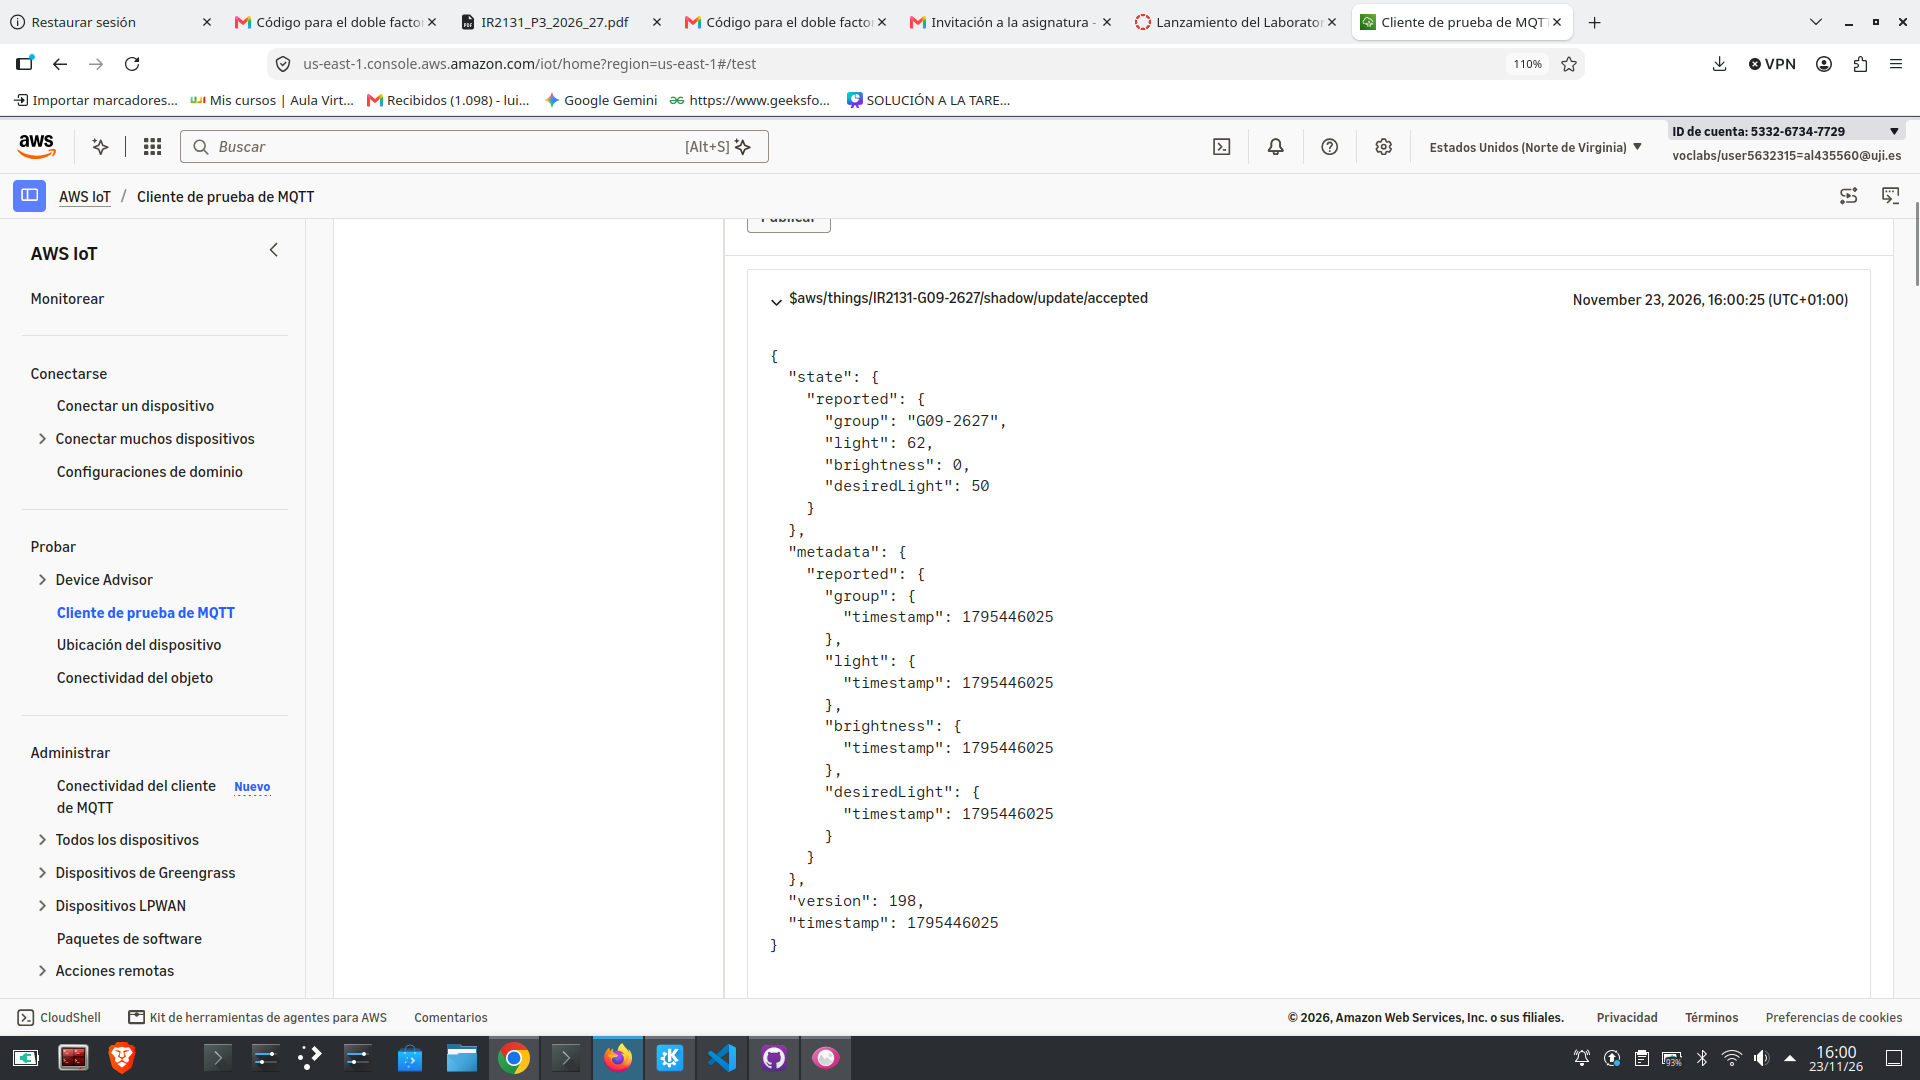 Restaurar sesión
Código para el doble factor
IR2131_P3_2026_27.pdf
Código para el doble factor
Invitación a la asignatura -
Lanzamiento del Laborator
Cliente de prueba de MQTT
us-east-1.console.aws.amazon.com/iot/home?region=us-east-1#/test
110%
VPN
Importar marcadores...
Mis cursos | Aula Virt...
Recibidos (1.098) - lui...
Google Gemini
https://www.geeksfo...
SOLUCIÓN A LA TARE...
aws
Buscar
[Alt+S]
Estados Unidos (Norte de Virginia)
ID de cuenta: 5332-6734-7729
voclabs/user5632315=al435560@uji.es
AWS IoT / Cliente de prueba de MQTT
AWS IoT
Monitorear
Conectarse
Conectar un dispositivo
Conectar muchos dispositivos
Configuraciones de dominio
Probar
Device Advisor
Cliente de prueba de MQTT
Ubicación del dispositivo
Conectividad del objeto
Administrar
Conectividad del cliente de MQTT
Nuevo
Todos los dispositivos
Dispositivos de Greengrass
Dispositivos LPWAN
Paquetes de software
Acciones remotas
Publicar
$aws/things/IR2131-G09-2627/shadow/update/accepted
November 23, 2026, 16:00:25 (UTC+01:00)
{
  "state": {
    "reported": {
      "group": "G09-2627",
      "light": 62,
      "brightness": 0,
      "desiredLight": 50
    }
  },
  "metadata": {
    "reported": {
      "group": {
        "timestamp": 1795446025
      },
      "light": {
        "timestamp": 1795446025
      },
      "brightness": {
        "timestamp": 1795446025
      },
      "desiredLight": {
        "timestamp": 1795446025
      }
    }
  },
  "version": 198,
  "timestamp": 1795446025
}
CloudShell
Kit de herramientas de agentes para AWS
Comentarios
© 2026, Amazon Web Services, Inc. o sus filiales.
Privacidad
Términos
Preferencias de cookies
93%
16:00
23/11/26